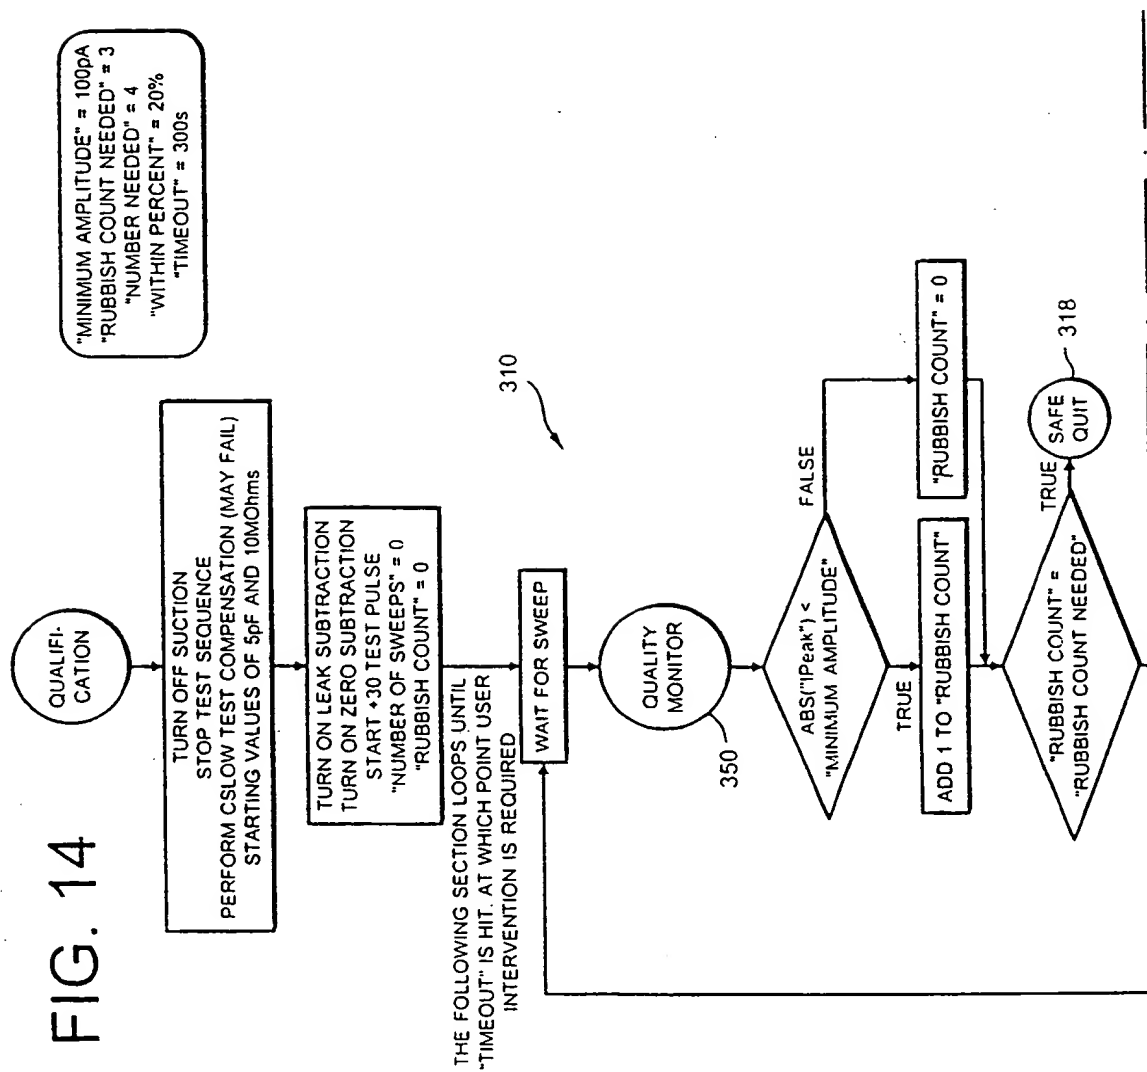 FIG. 14
"MINIMUM AMPLITUDE" = 100pA
"RUBBISH COUNT NEEDED" = 3
"NUMBER NEEDED" = 4
"WITHIN PERCENT" = 20%
"TIMEOUT" = 300s
QUALIFI-
CATION
TURN OFF SUCTION
STOP TEST SEQUENCE
PERFORM CSLOW TEST COMPENSATION (MAY FAIL)
STARTING VALUES OF 5pF AND 10MOhms
TURN ON LEAK SUBTRACTION
TURN ON ZERO SUBTRACTION
START +30 TEST PULSE
"NUMBER OF SWEEPS" = 0
"RUBBISH COUNT" = 0
THE FOLLOWING SECTION LOOPS UNTIL
"TIMEOUT" IS HIT. AT WHICH POINT USER
INTERVENTION IS REQUIRED
310
WAIT FOR SWEEP
QUALITY
MONITOR
350
ABS("IPeak") <
"MINIMUM AMPLITUDE"
FALSE
TRUE
ADD 1 TO "RUBBISH COUNT"
"RUBBISH COUNT" = 0
"RUBBISH COUNT" =
"RUBBISH COUNT NEEDED"
TRUE
SAFE
QUIT
318